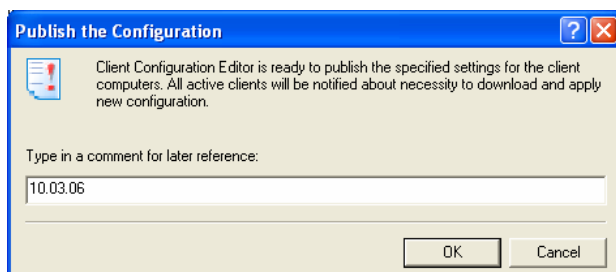 Publish the Configuration
Client Configuration Editor is ready to publish the specified settings for the client
computers. All active clients will be notified about necessity to download and apply
new configuration.
Type in a comment for later reference:
10.03.06
OK Cancel